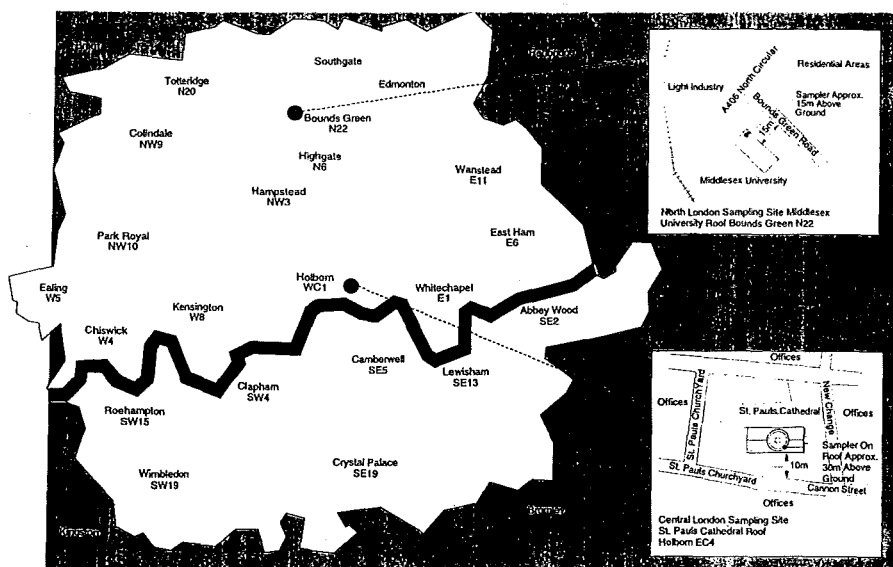 Southgate
Totteridge
N20
Edmonton
Bounds Green
N22
Colindale
NW9
Highgate
N6
Wanstead
E11
Hampstead
NW3
East Ham
E6
Park Royal
NW10
Ealing
W5
Holborn
WC1
Whitechapel
E1
Kensington
W8
Abbey Wood
SE2
Chiswick
W4
Camberwell
SE5
Lewisham
SE13
Clapham
SW4
Roehampton
SW15
Crystal Palace
SE19
Wimbledon
SW19
Kingston
Bromley
Residential Areas
A406 North Circular
Light Industry
Sampler Approx.
15m Above
Ground
Bounds Green Road
15m
Middlesex University
North London Sampling Site Middlesex
University Roof Bounds Green N22
Offices
Offices
St. Pauls Churchyard
St. Pauls Cathedral
New Change
Offices
Sampler On
Roof Approx.
30m Above
Ground
10m
St. Pauls Churchyard
Cannon Street
Offices
Central London Sampling Site
St. Pauls Cathedral Roof
Holborn EC4